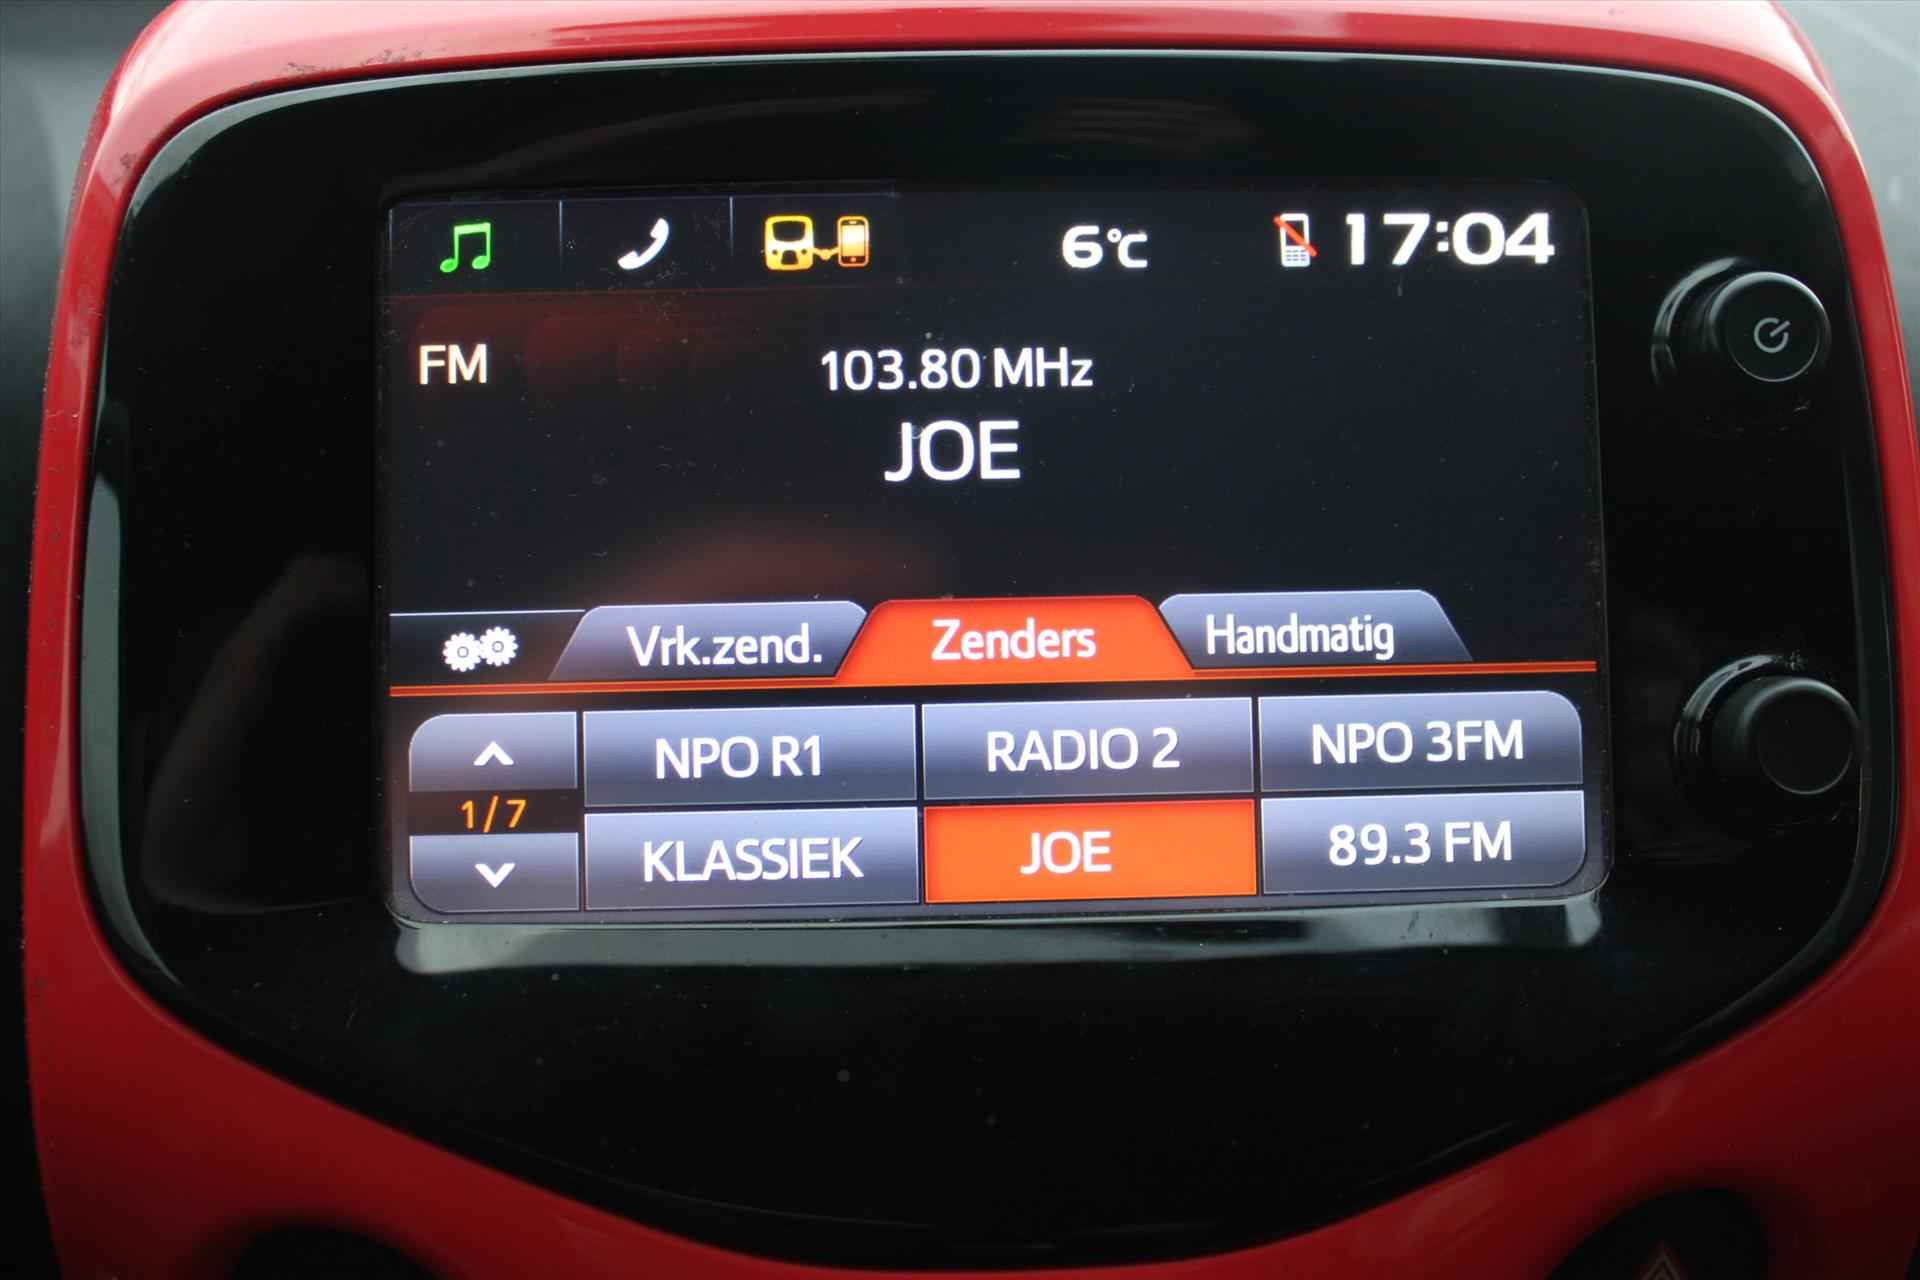 6°C 17:04
FM 103.80 MHz
JOE
Vrk.zend. Zenders Handmatig
NPO R1 RADIO 2 NPO 3FM
1/7
KLASSIEK JOE 89.3 FM